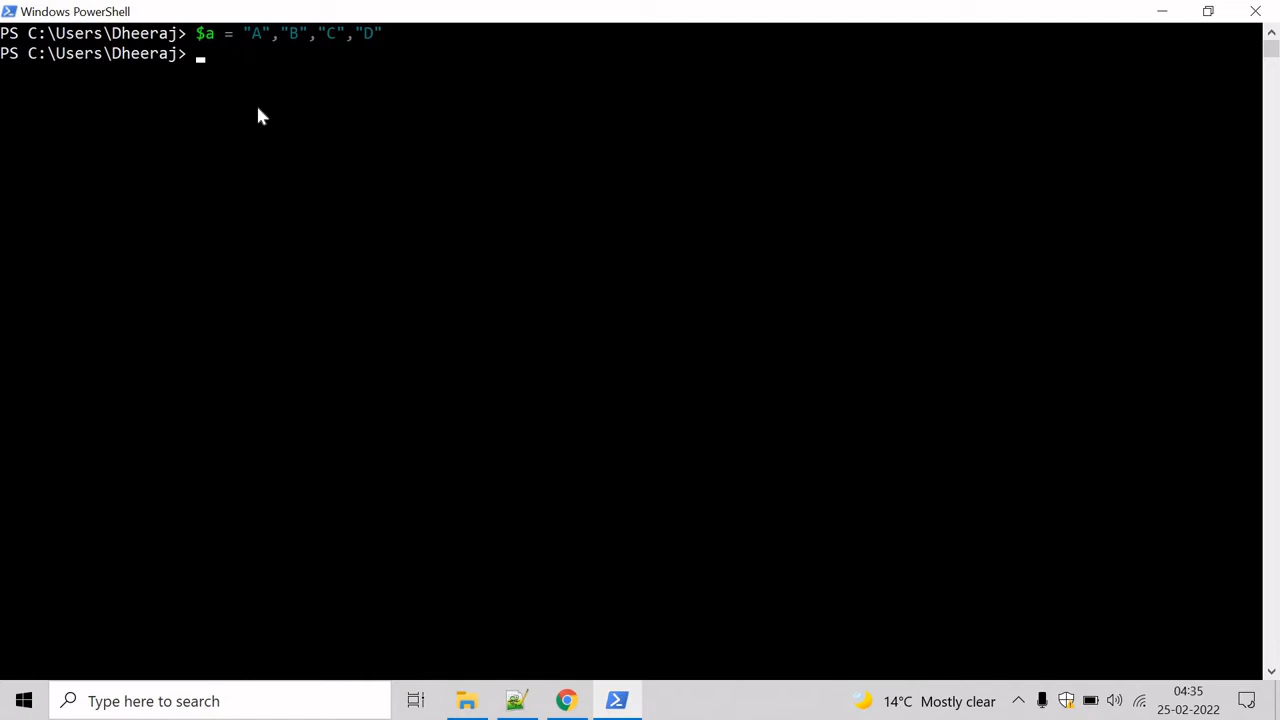 Windows PowerShell
PS C:\Users\Dheeraj> $a = "A","B","C","D"
PS C:\Users\Dheeraj>
Type here to search
14°C Mostly clear
04:35
25-02-2022